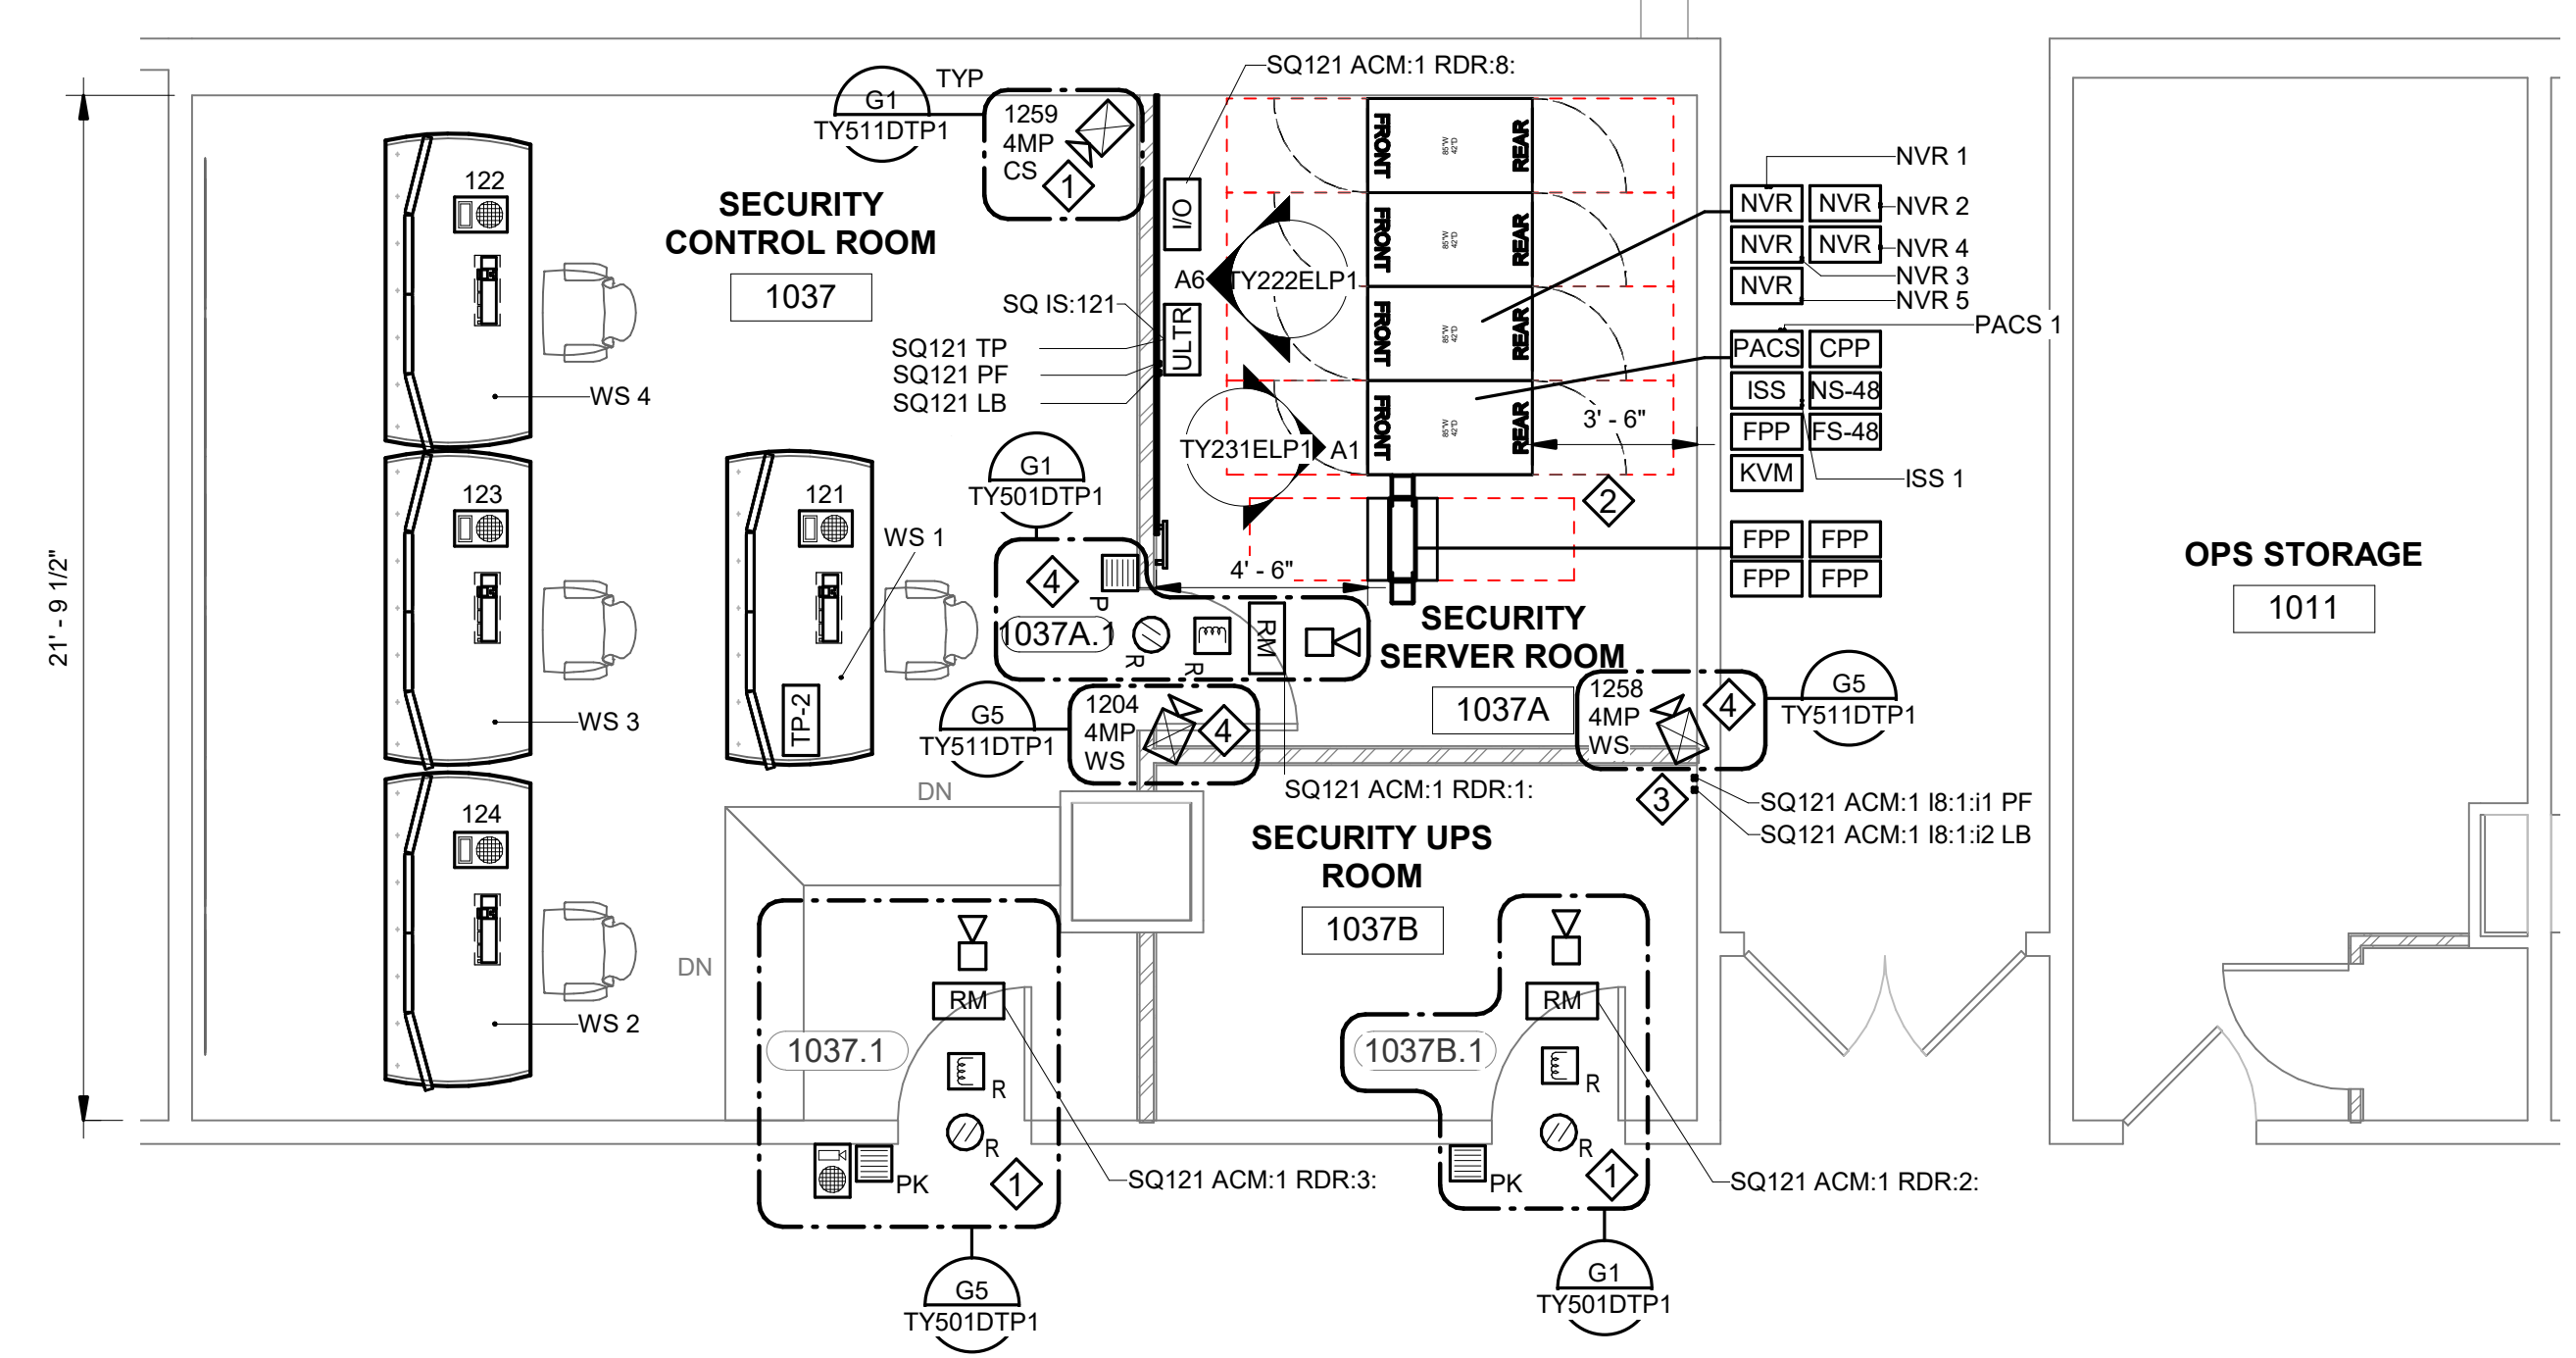 SQ121 ACM:1 RDR:8:
TYP
G1
TY511DTP1
1259
4MP
CS
1
I/O
FRONT
85"W
42"D
REAR
FRONT
85"W
42"D
REAR
FRONT
85"W
42"D
REAR
FRONT
85"W
42"D
REAR
NVR 1
NVR
NVR
NVR 2
NVR
NVR
NVR 4
NVR 3
NVR
NVR 5
PACS 1
PACS
CPP
ISS
NS-48
FPP
FS-48
KVM
ISS 1
FPP
FPP
FPP
FPP
122
SECURITY
CONTROL ROOM
1037
A6
TY222ELP1
SQ IS:121
ULTR
SQ121 TP
SQ121 PF
SQ121 LB
WS 4
TY231ELP1
A1
3' - 6"
2
G1
TY501DTP1
123
121
WS 1
21' - 9 1/2"
4' - 6"
4
P
1037A.1
R
R
RM
SECURITY
SERVER ROOM
1037A
OPS STORAGE
1011
WS 3
TP-2
G5
TY511DTP1
1204
4MP
WS
4
1258
4MP
WS
4
G5
TY511DTP1
DN
SQ121 ACM:1 RDR:1:
3
SQ121 ACM:1 I8:1:i1 PF
SQ121 ACM:1 I8:1:i2 LB
124
SECURITY UPS
ROOM
1037B
DN
WS 2
RM
1037.1
R
R
PK
1
SQ121 ACM:1 RDR:3:
RM
1037B.1
R
R
PK
1
SQ121 ACM:1 RDR:2:
G5
TY501DTP1
G1
TY501DTP1